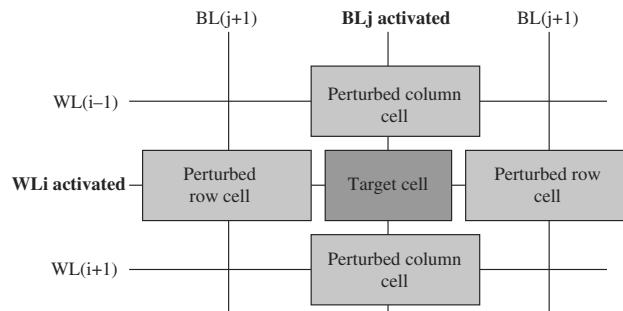 BL(j+1)
BLj activated
BL(j+1)
WL(i–1)
Perturbed column
cell
WLi activated
Perturbed
row cell
Target cell
Perturbed row
cell
WL(i+1)
Perturbed column
cell